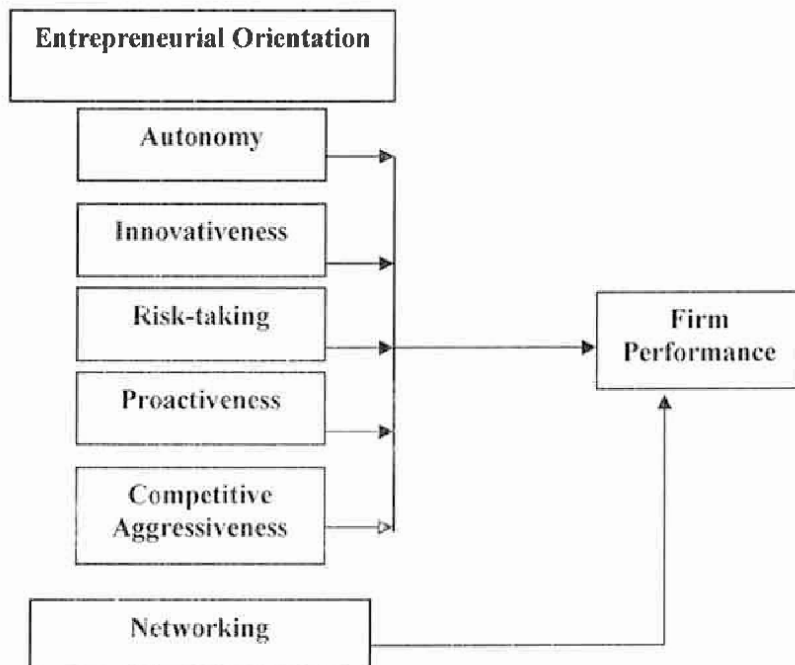 Entrepreneurial Orientation
Autonomy
Innovativeness
Risk-taking
Proactiveness
Competitive
Aggressiveness
Networking
Firm
Performance